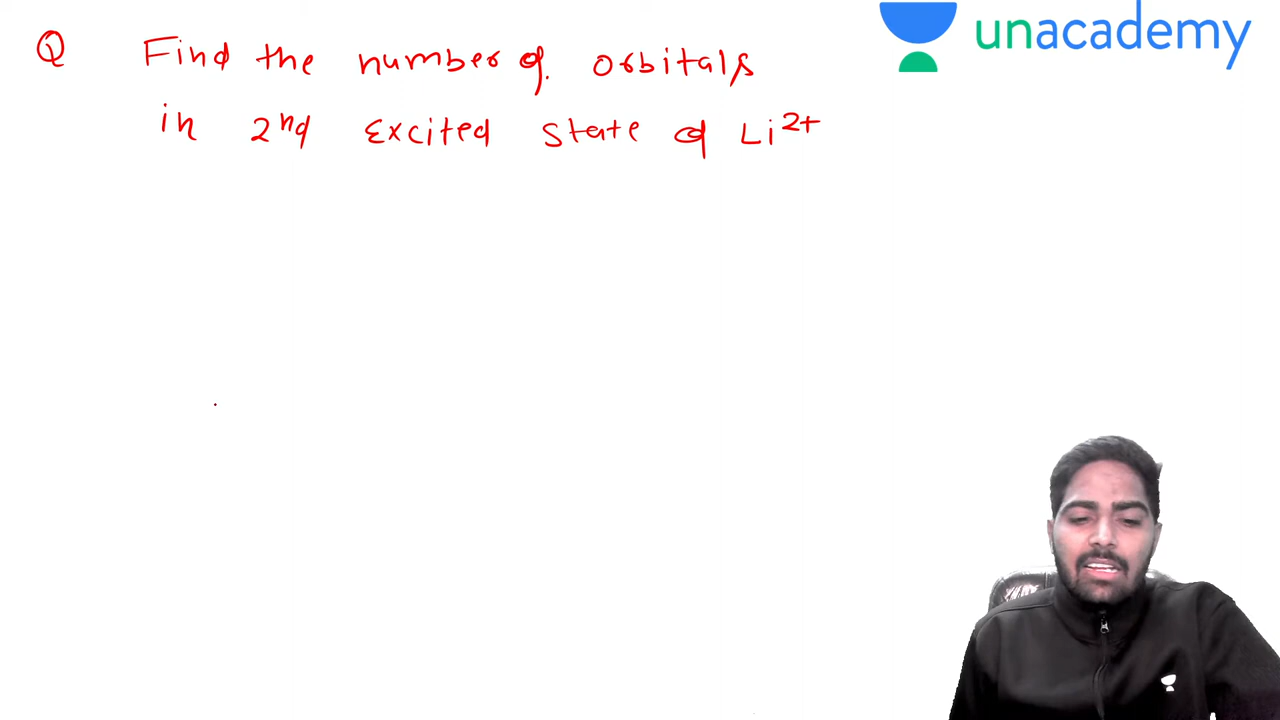 unacademy
Q Find the number of orbitals
in 2nd excited state of Li²⁺